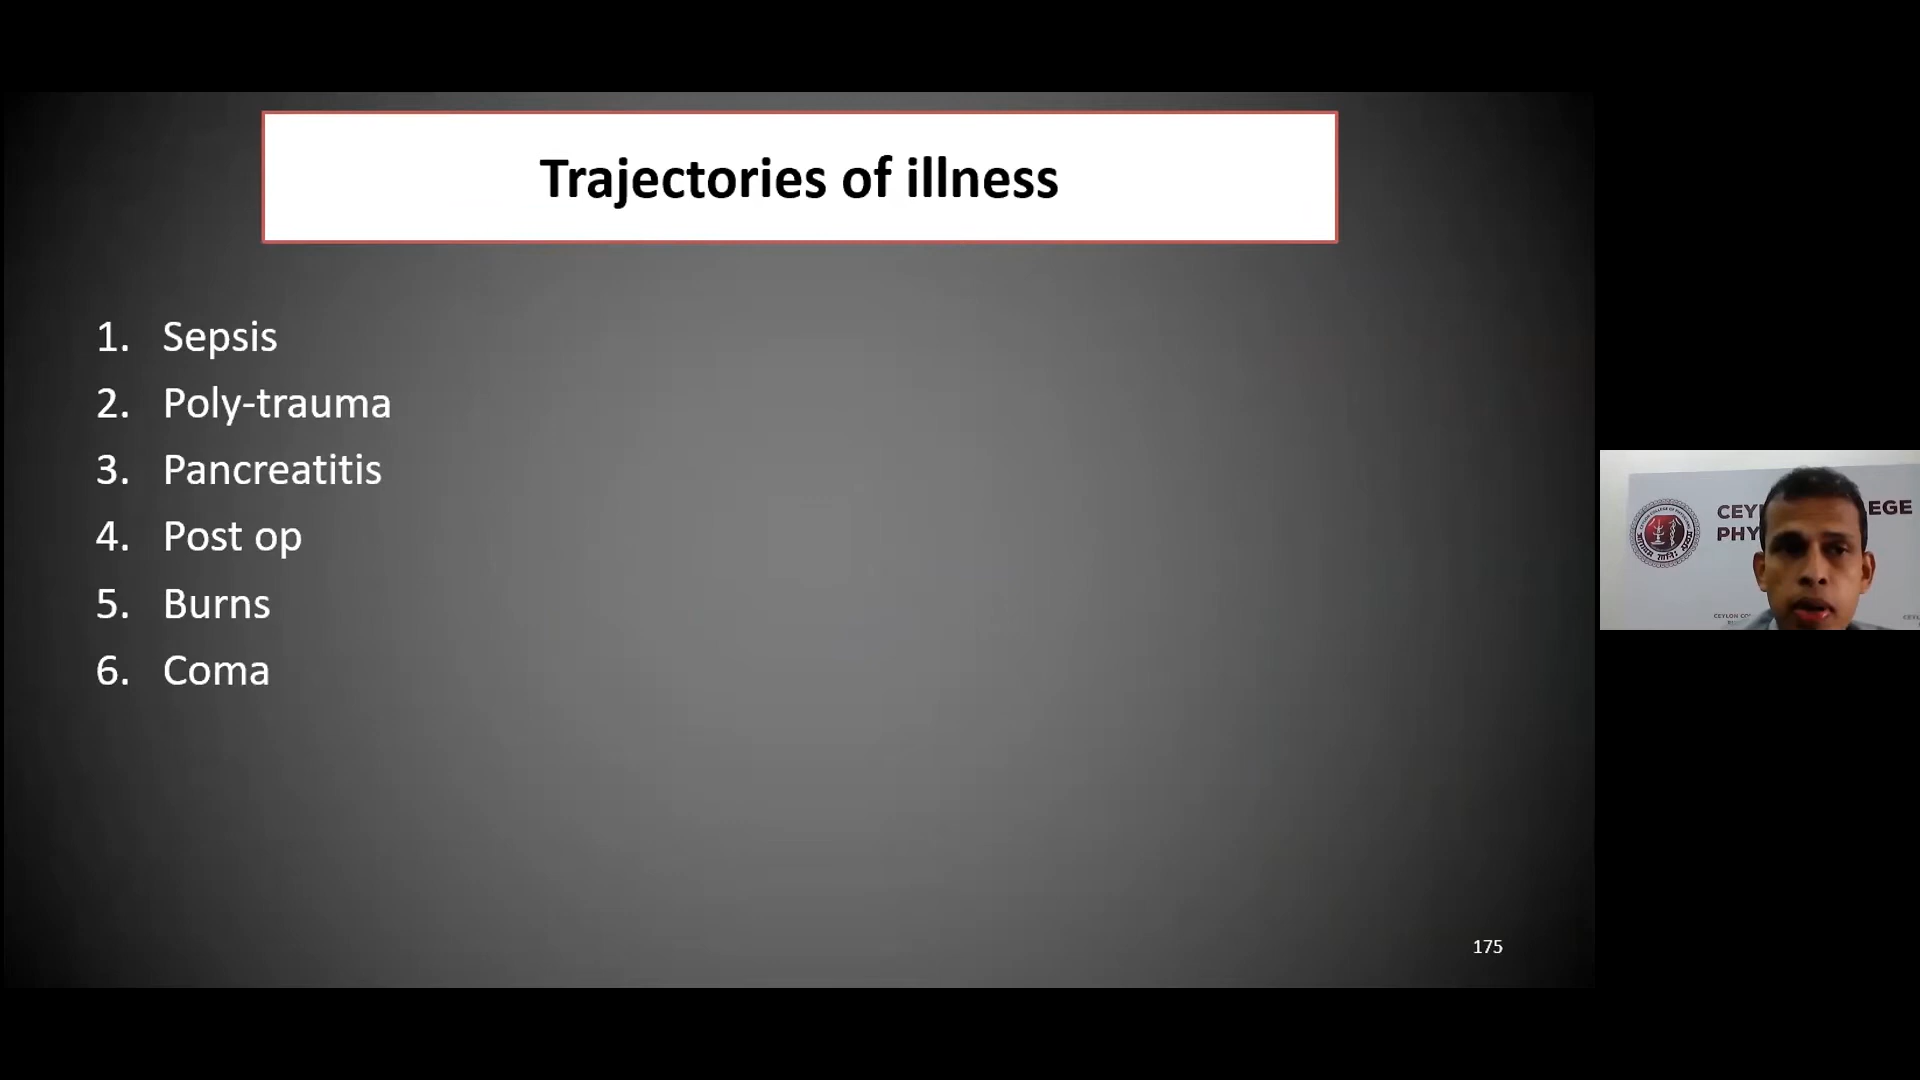 Trajectories of illness
1. Sepsis
2. Poly-trauma
3. Pancreatitis
4. Post op
5. Burns
6. Coma
175
CEY EGE
PHY